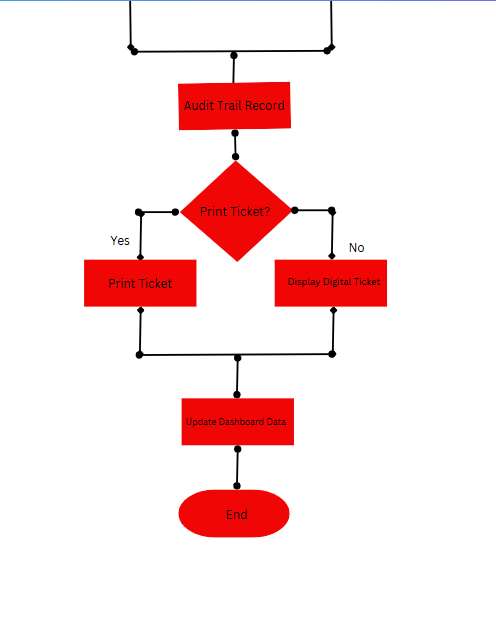 Audit Trail Record
Print Ticket?
Yes
No
Print Ticket
Display Digital Ticket
Update Dashboard Data
End